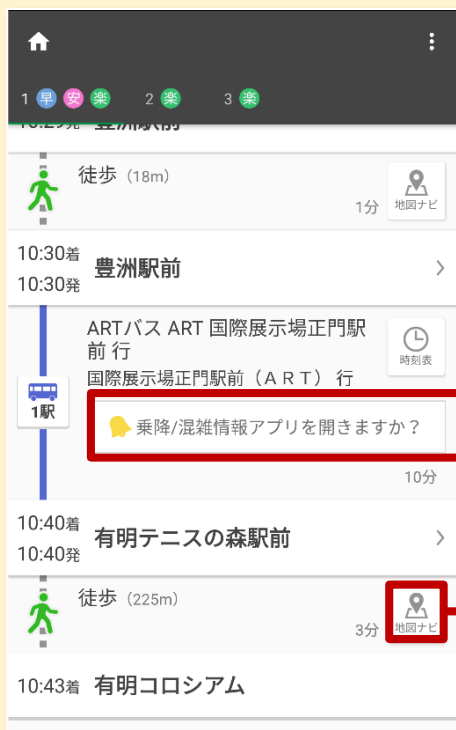 1 早 安 楽 2 楽 3 楽
10:29発 豊洲駅前
徒歩（18m）
1分
地図ナビ
10:30着
10:30発
豊洲駅前
ARTバス ART 国際展示場正門駅
前 行
時刻表
国際展示場正門駅前（ＡＲＴ） 行
1駅
乗降/混雑情報アプリを開きますか？
10分
10:40着
10:40発
有明テニスの森駅前
徒歩（225m）
3分
地図ナビ
10:43着 有明コロシアム